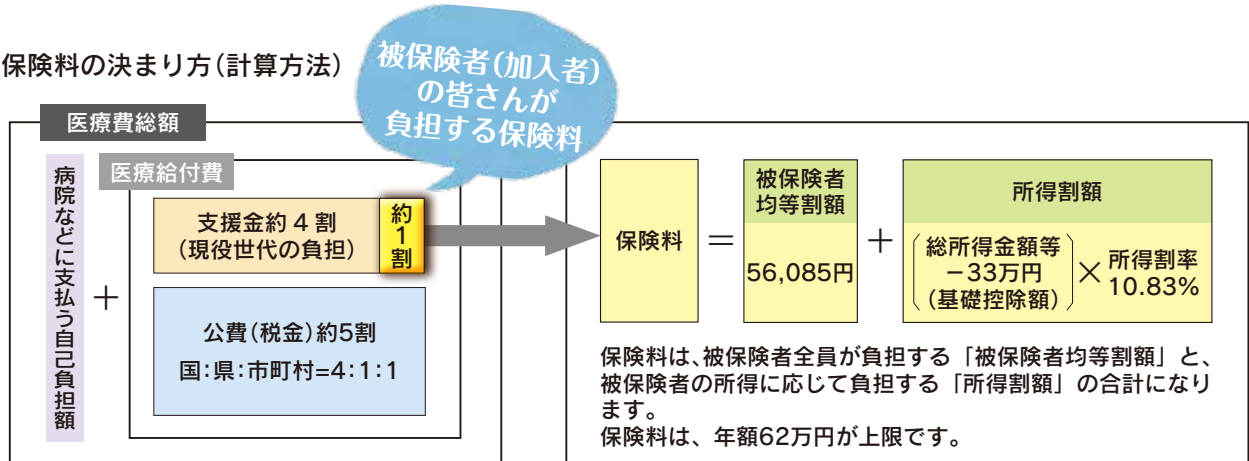 保険料の決まり方(計算方法)
被保険者(加入者)
の皆さんが
負担する保険料
医療費総額
病院などに支払う自己負担額
+
医療給付費
支援金約4割
(現役世代の負担)
約1割
公費(税金)約5割
国:県:市町村=4:1:1
保険料
=
被保険者
均等割額
56,085円
+
所得割額
総所得金額等
-33万円
(基礎控除額)
×
所得割率
10.83%
保険料は、被保険者全員が負担する「被保険者均等割額」と、
被保険者の所得に応じて負担する「所得割額」の合計になり
ます。
保険料は、年額62万円が上限です。